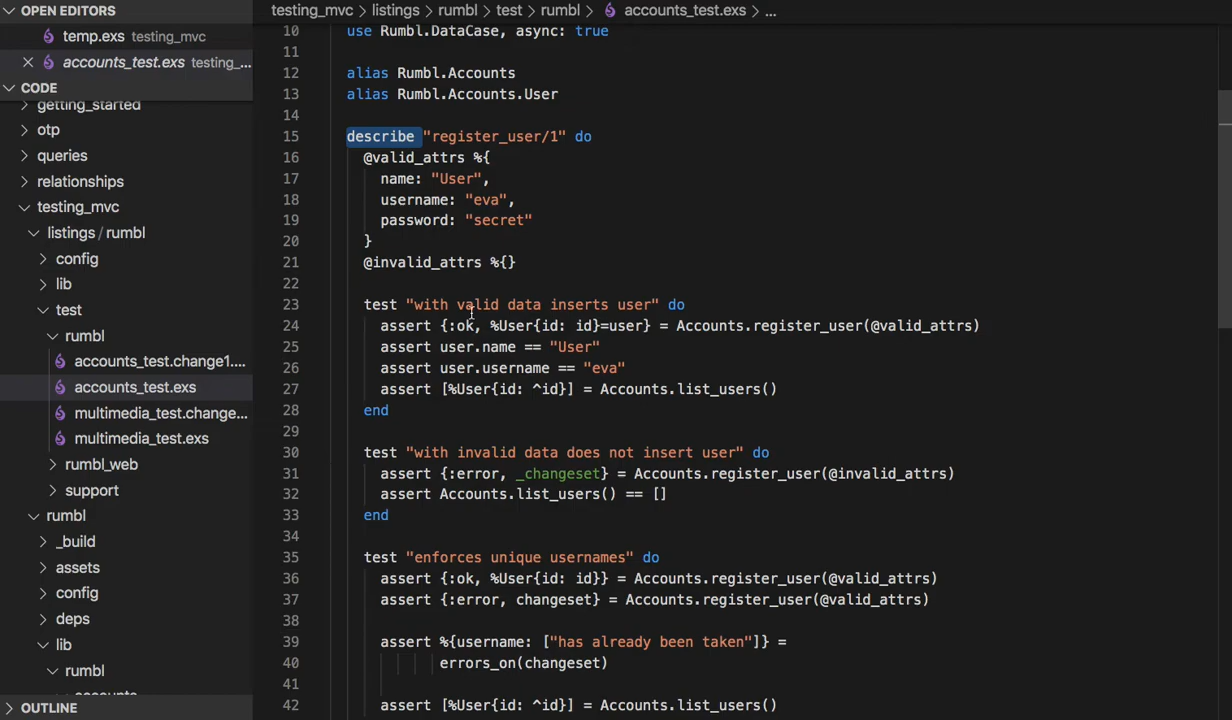 OPEN EDITORS
temp.exs testing_mvc
accounts_test.exs testing_...
CODE
getting_started
otp
queries
relationships
testing_mvc
listings / rumbl
config
lib
test
rumbl
accounts_test.change1....
accounts_test.exs
multimedia_test.change...
multimedia_test.exs
rumbl_web
support
rumbl
_build
assets
config
deps
lib
rumbl
accounts
OUTLINE
testing_mvc > listings > rumbl > test > rumbl > accounts_test.exs > ...
10 use Rumbl.DataCase, async: true
11
12 alias Rumbl.Accounts
13 alias Rumbl.Accounts.User
14
15 describe "register_user/1" do
16 @valid_attrs %{
17 name: "User",
18 username: "eva",
19 password: "secret"
20 }
21 @invalid_attrs %{}
22
23 test "with valid data inserts user" do
24 assert {:ok, %User{id: id}=user} = Accounts.register_user(@valid_attrs)
25 assert user.name == "User"
26 assert user.username == "eva"
27 assert [%User{id: ^id}] = Accounts.list_users()
28 end
29
30 test "with invalid data does not insert user" do
31 assert {:error, _changeset} = Accounts.register_user(@invalid_attrs)
32 assert Accounts.list_users() == []
33 end
34
35 test "enforces unique usernames" do
36 assert {:ok, %User{id: id}} = Accounts.register_user(@valid_attrs)
37 assert {:error, changeset} = Accounts.register_user(@valid_attrs)
38
39 assert %{username: ["has already been taken"]} =
40 errors_on(changeset)
41
42 assert [%User{id: ^id}] = Accounts.list_users()